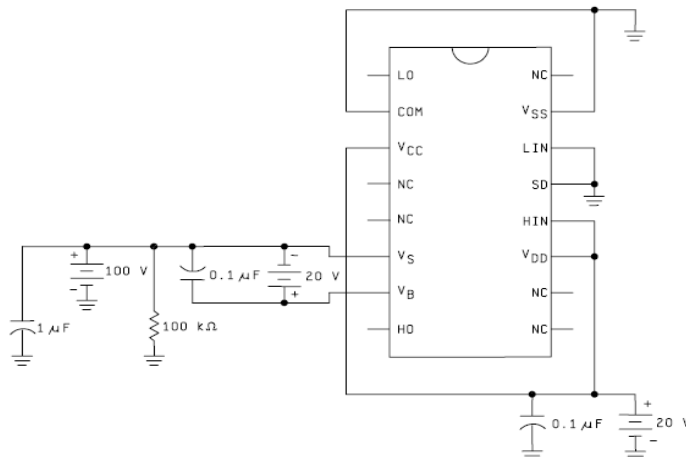 LO NC
COM VSS
VCC LIN
NC SD
NC HIN
+ 100 V - 0.1 μF - 20 V + VS VDD
VB NC
1 μF 100 kΩ HO NC
0.1 μF + 20 V -